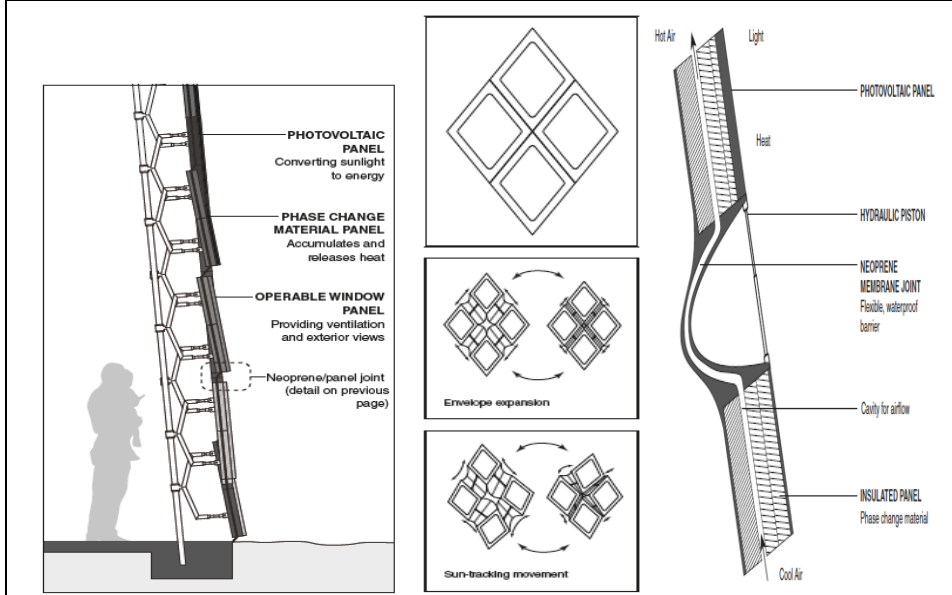 PHOTOVOLTAIC
PANEL
Converting sunlight
to energy
PHASE CHANGE
MATERIAL PANEL
Accumulates and
releases heat
OPERABLE WINDOW
PANEL
Providing ventilation
and exterior views
Neoprene/panel joint
(detail on previous
page)
Envelope expansion
Sun-tracking movement
Hot Air
Light
PHOTOVOLTAIC PANEL
Heat
HYDRAULIC PISTON
NEOPRENE
MEMBRANE JOINT
Flexible, waterproof
barrier
Cavity for airflow
INSULATED PANEL
Phase change material
Cool Air